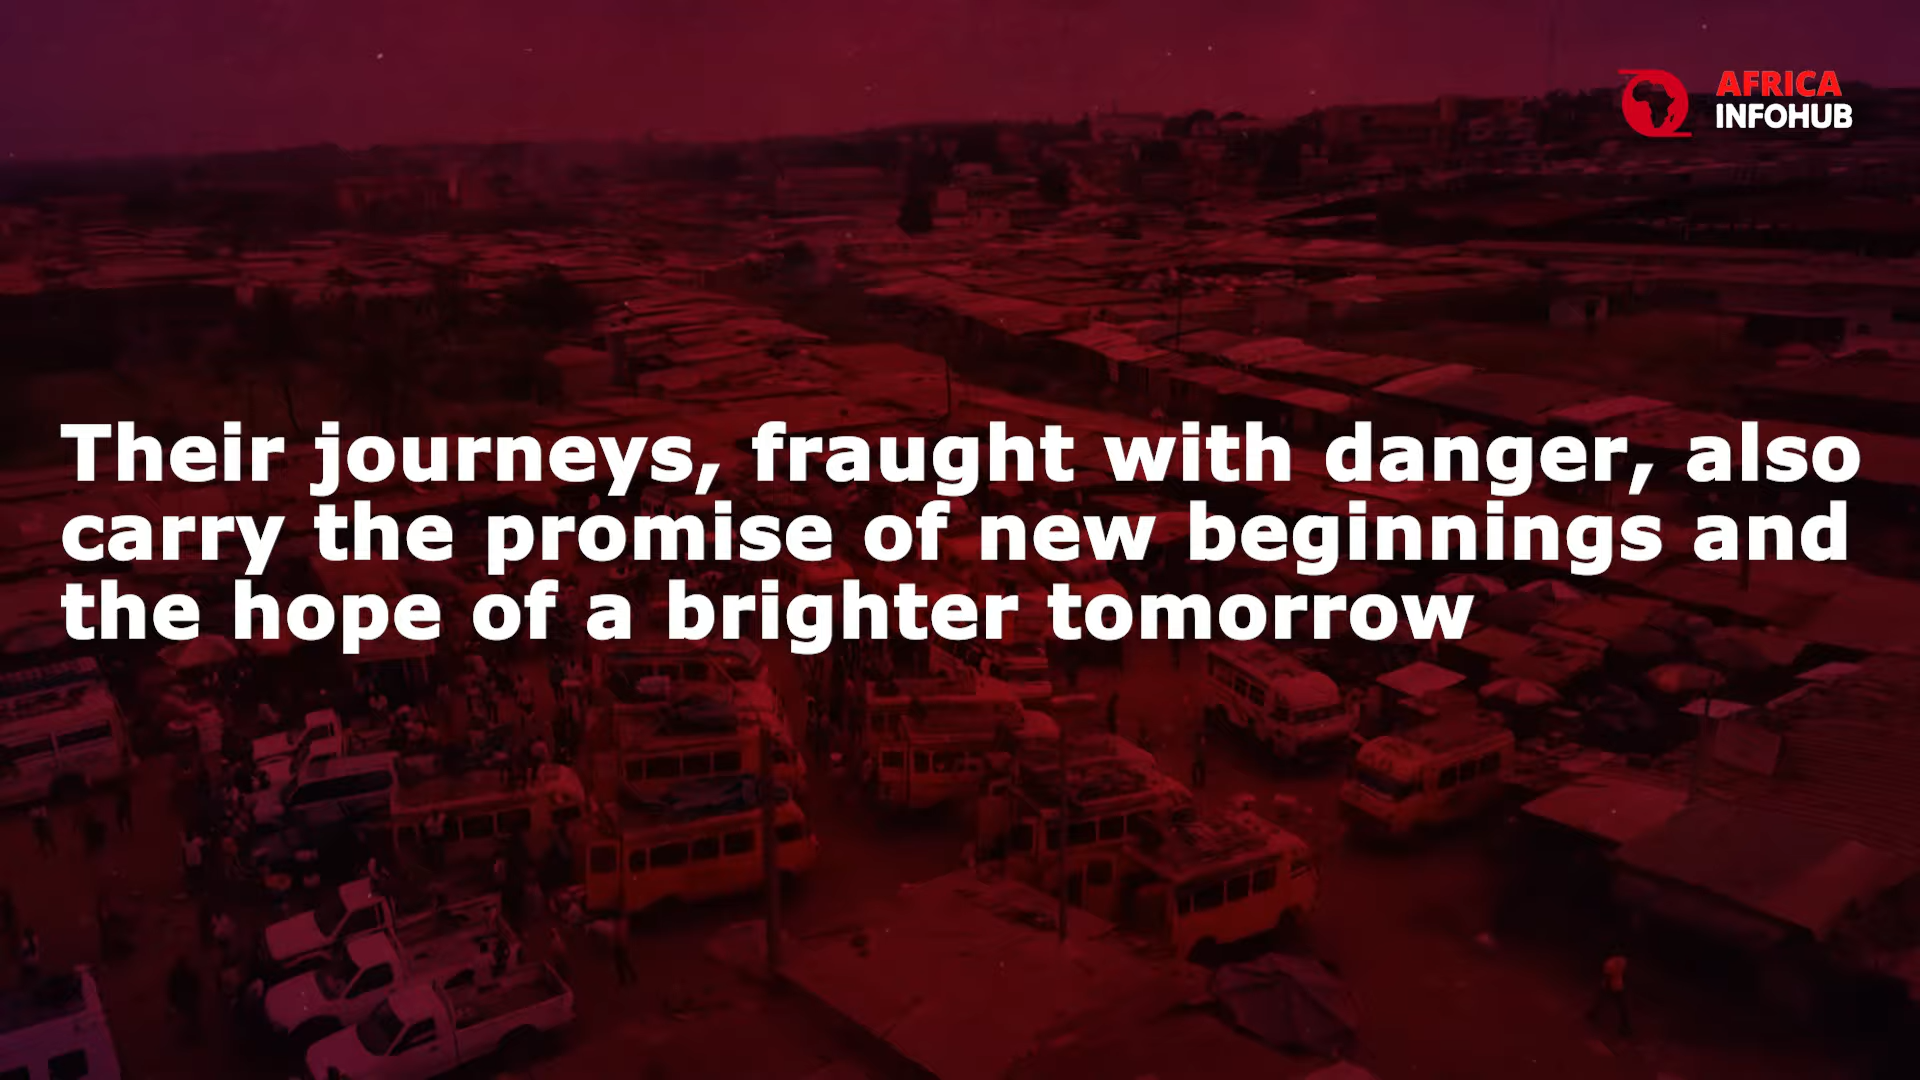 AFRICA
INFOHUB
Their journeys, fraught with danger, also
carry the promise of new beginnings and
the hope of a brighter tomorrow